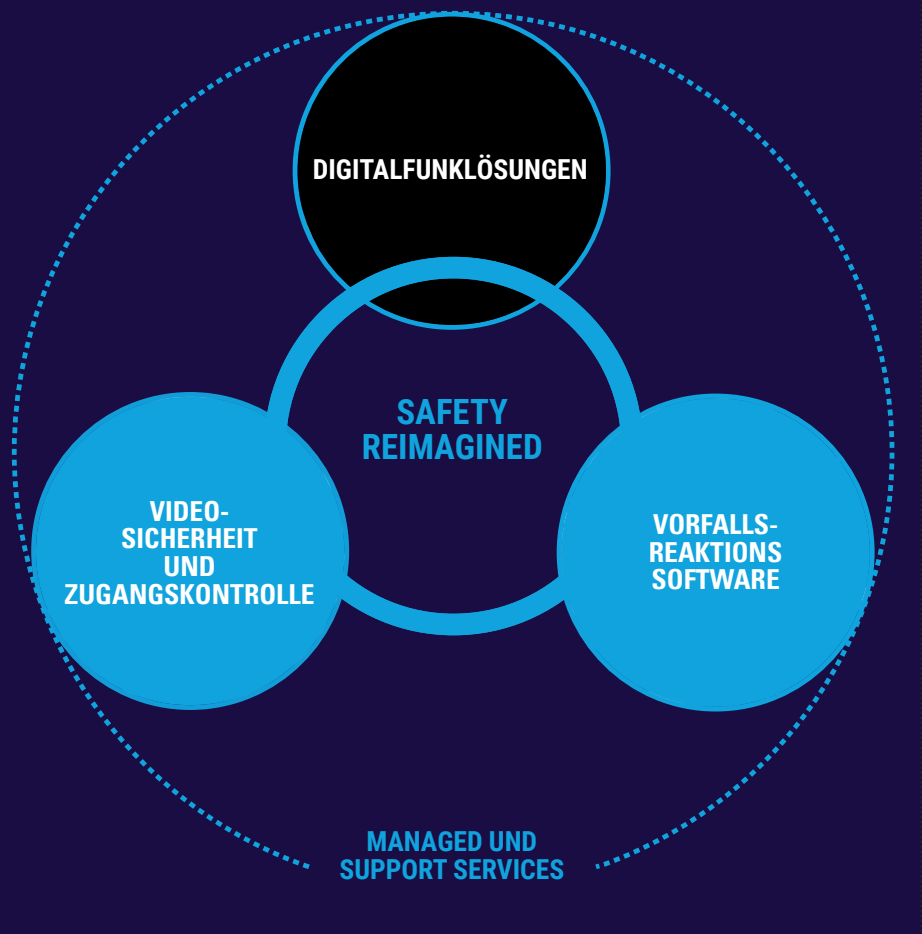 DIGITALFUNKLÖSUNGEN
SAFETY
REIMAGINED
VIDEO-
SICHERHEIT
UND
ZUGANGSKONTROLLE
VORFALLS-
REAKTIONS
SOFTWARE
MANAGED UND
SUPPORT SERVICES